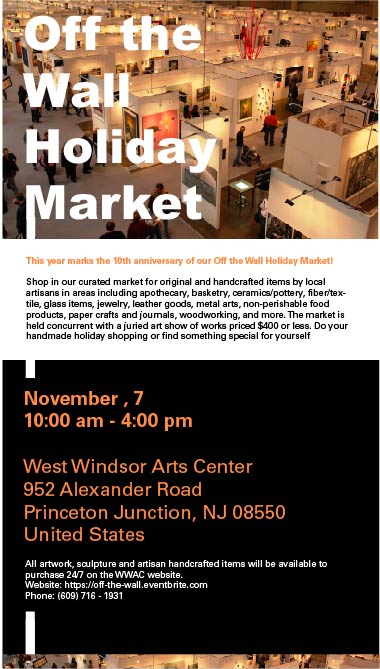 Off the
Wall
Holiday
Market
This year marks the 10th anniversary of our Off the Wall Holiday Market!
Shop in our curated market for original and handcrafted items by local
artisans in areas including apothecary, basketry, ceramics/pottery, fiber/tex-
tile, glass items, jewelry, leather goods, metal arts, non-perishable food
products, paper crafts and journals, woodworking, and more. The market is
held concurrent with a juried art show of works priced $400 or less. Do your
handmade holiday shopping or find something special for yourself
November , 7
10:00 am - 4:00 pm
West Windsor Arts Center
952 Alexander Road
Princeton Junction, NJ 08550
United States
All artwork, sculpture and artisan handcrafted items will be available to
purchase 24/7 on the WWAC website.
Website: https://off-the-wall.eventbrite.com
Phone: (609) 716 - 1931